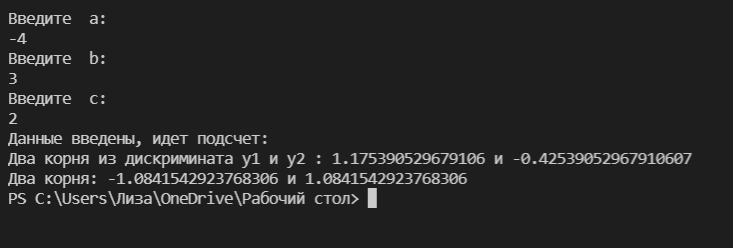 Введите  a:
-4
Введите  b:
3
Введите  c:
2
Данные введены, идет подсчет:
Два корня из дискримината y1 и y2 : 1.175390529679106 и -0.42539052967910607
Два корня: -1.0841542923768306 и 1.0841542923768306
PS C:\Users\Лиза\OneDrive\Рабочий стол>